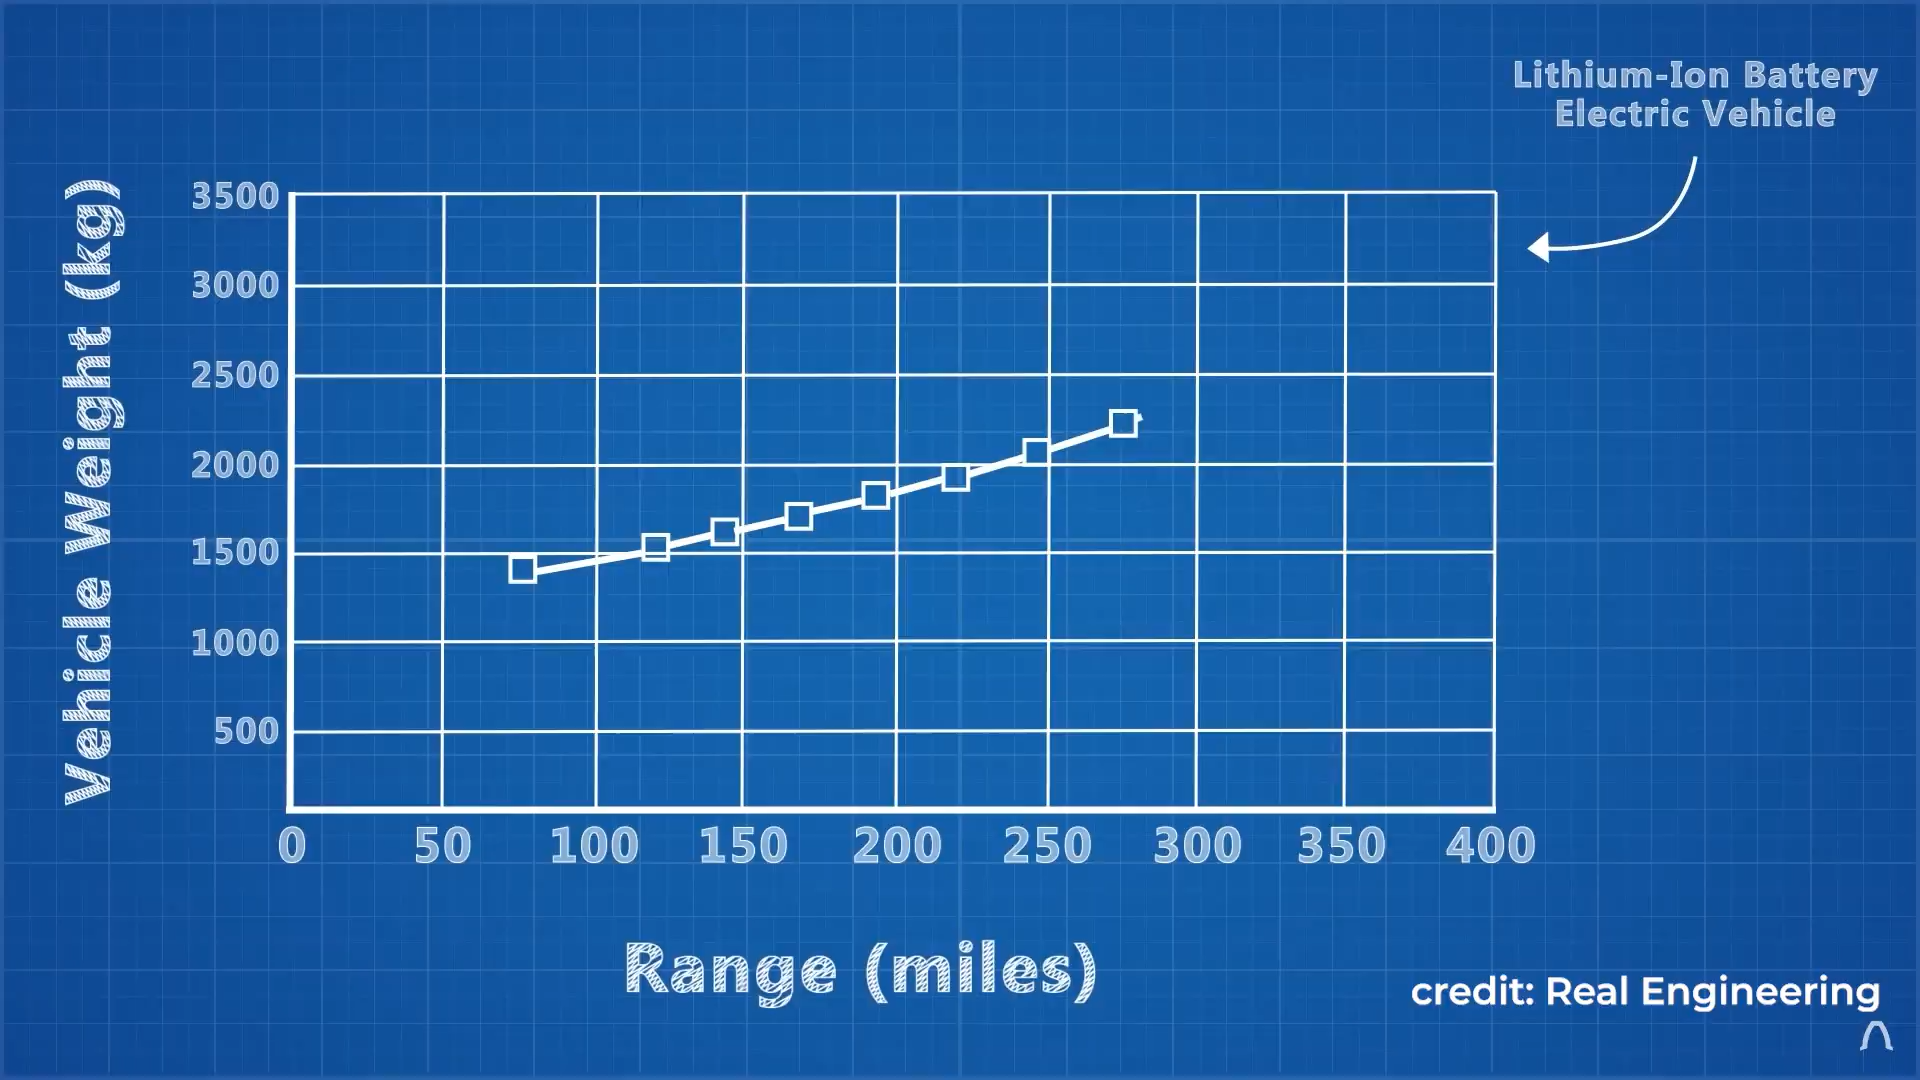 Lithium-Ion Battery
Electric Vehicle
Vehicle Weight (kg)
3500
3000
2500
2000
1500
1000
500
0 50 100 150 200 250 300 350 400
Range (miles)
credit: Real Engineering